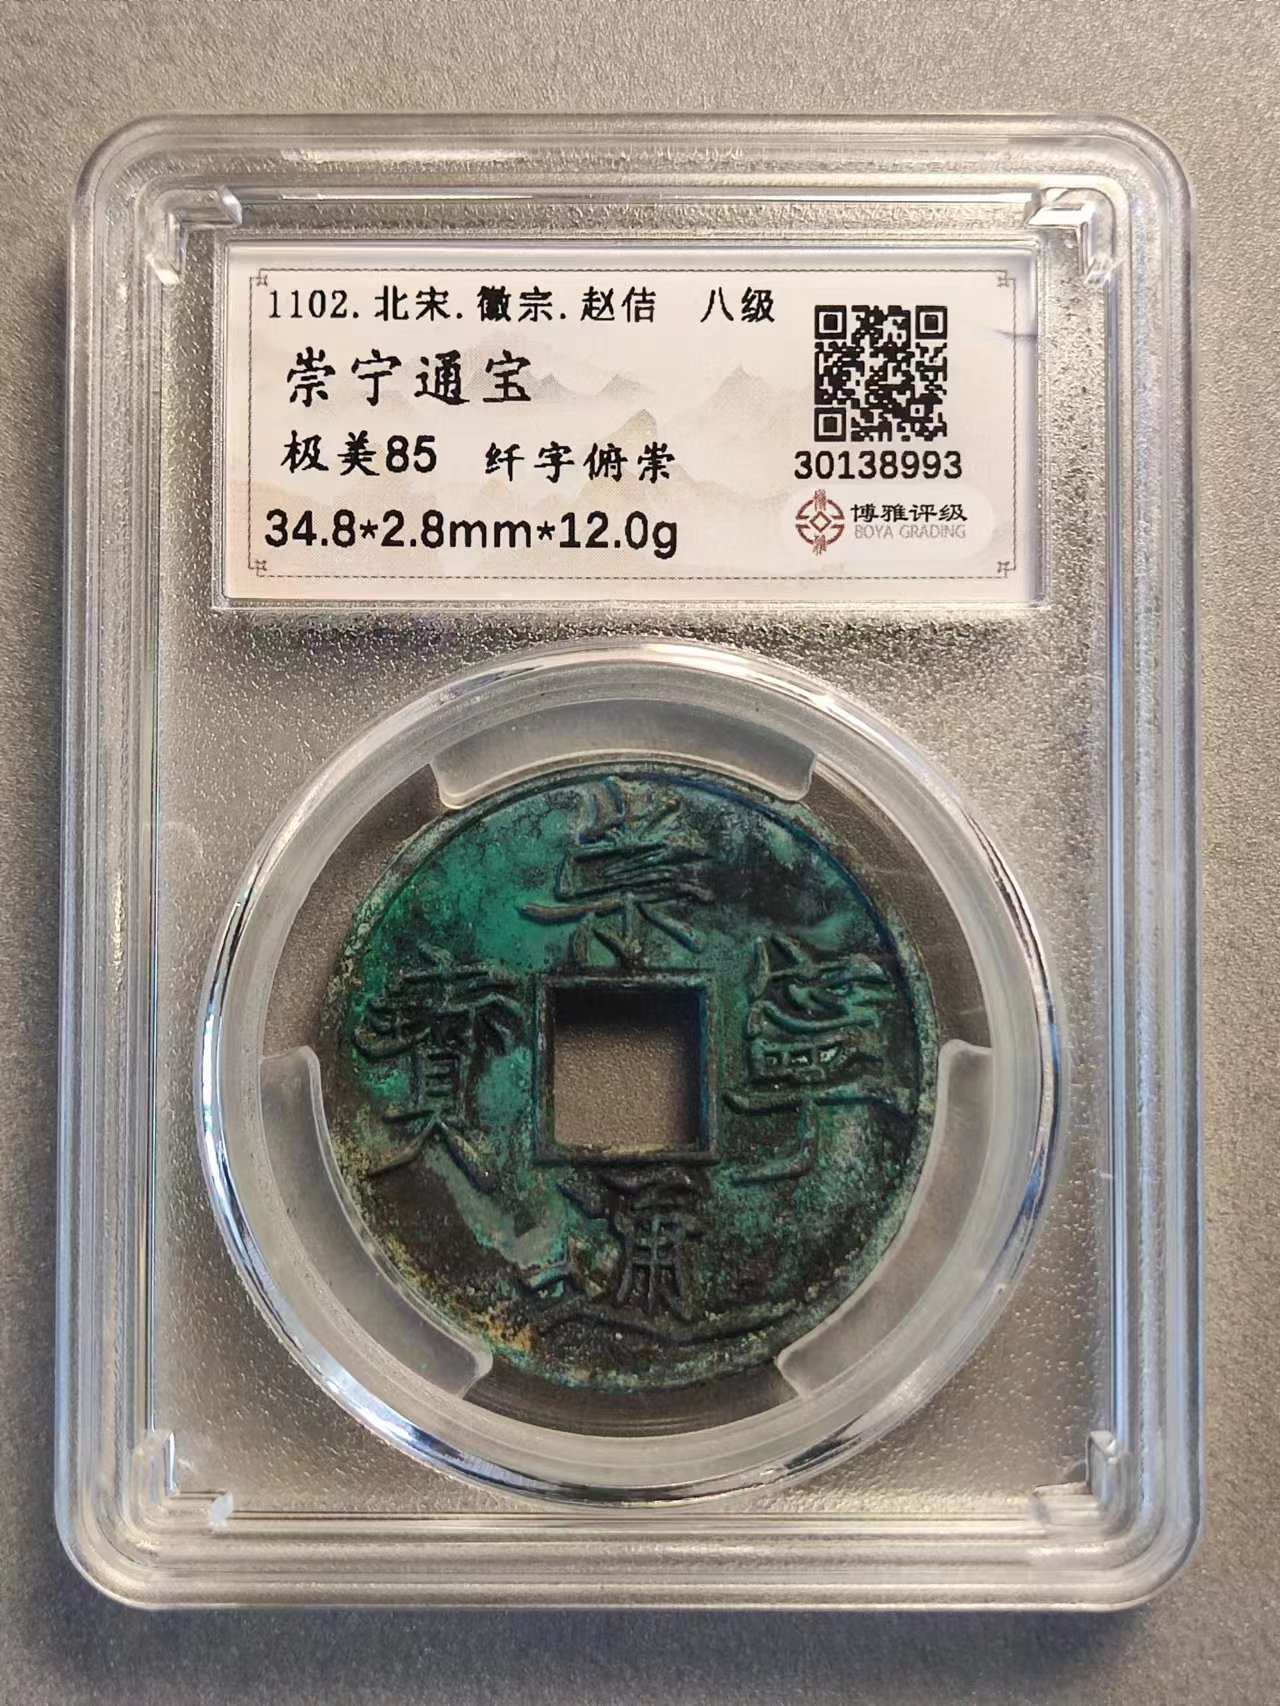 1102.北宋.徽宗.赵佶 八级
崇宁通宝
极美85 纤字俯崇
34.8*2.8mm*12.0g
30138993
博雅评级
BOYA GRADING
崇寧通寶